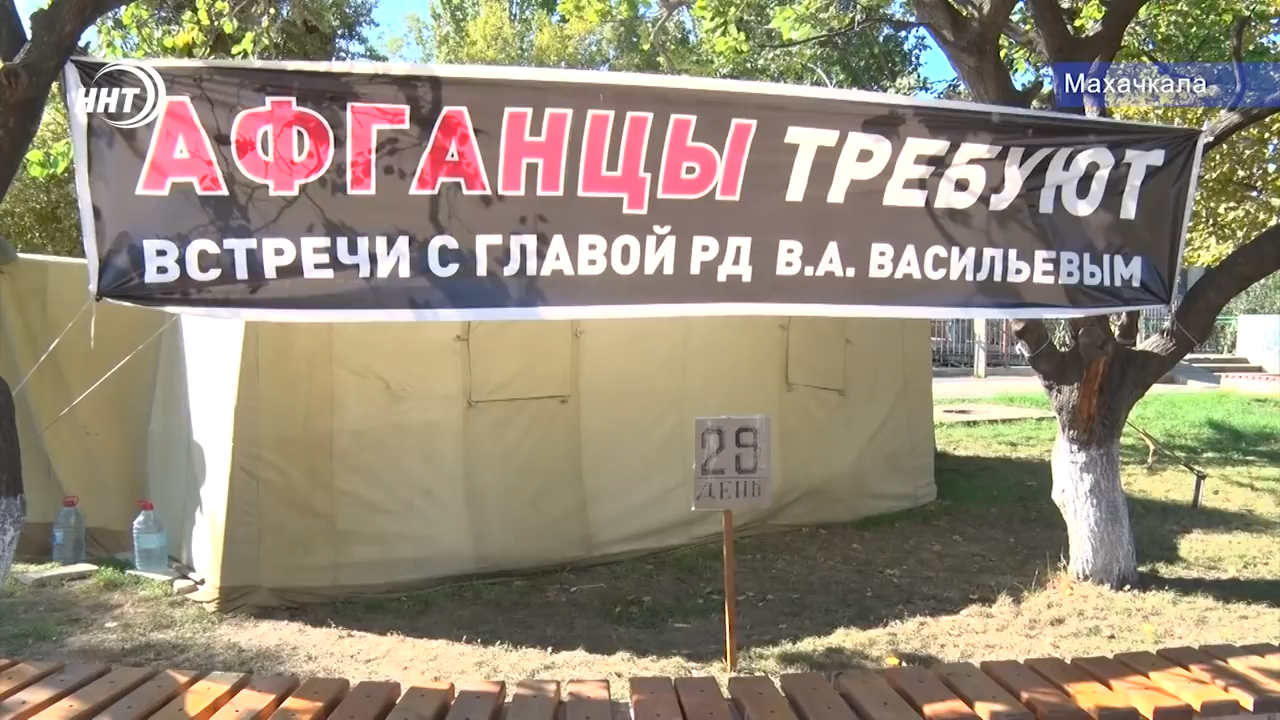 ННТ
Махачкала
АФГАНЦЫ ТРЕБУЮТ
ВСТРЕЧИ С ГЛАВОЙ РД В.А. ВАСИЛЬЕВЫМ
29
ДЕНЬ